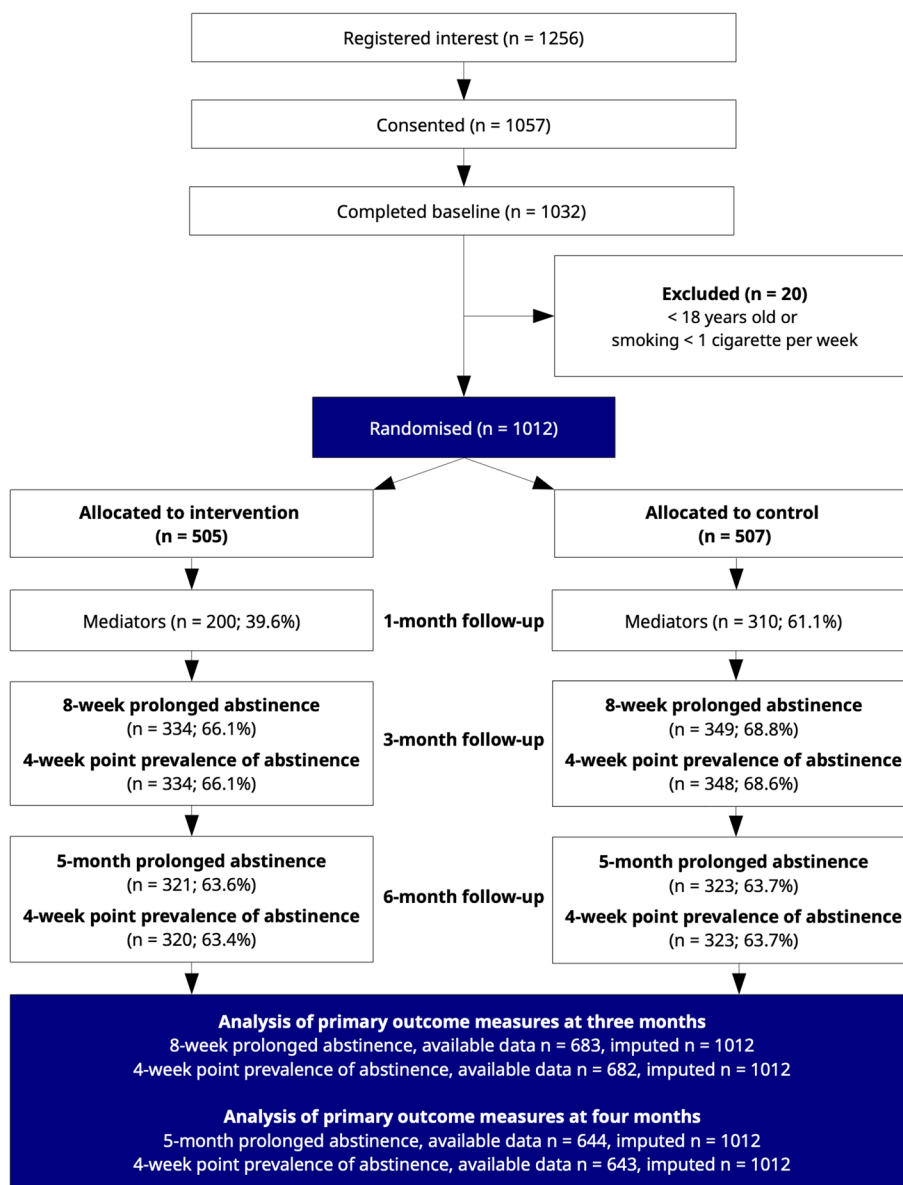 Registered interest (n = 1256)
Consented (n = 1057)
Completed baseline (n = 1032)
Excluded (n = 20)
< 18 years old or
smoking < 1 cigarette per week
Randomised (n = 1012)
Allocated to intervention
(n = 505)
Allocated to control
(n = 507)
Mediators (n = 200; 39.6%)
1-month follow-up
Mediators (n = 310; 61.1%)
8-week prolonged abstinence
(n = 334; 66.1%)
4-week point prevalence of abstinence
(n = 334; 66.1%)
3-month follow-up
8-week prolonged abstinence
(n = 349; 68.8%)
4-week point prevalence of abstinence
(n = 348; 68.6%)
5-month prolonged abstinence
(n = 321; 63.6%)
4-week point prevalence of abstinence
(n = 320; 63.4%)
6-month follow-up
5-month prolonged abstinence
(n = 323; 63.7%)
4-week point prevalence of abstinence
(n = 323; 63.7%)
Analysis of primary outcome measures at three months
8-week prolonged abstinence, available data n = 683, imputed n = 1012
4-week point prevalence of abstinence, available data n = 682, imputed n = 1012
Analysis of primary outcome measures at four months
5-month prolonged abstinence, available data n = 644, imputed n = 1012
4-week point prevalence of abstinence, available data n = 643, imputed n = 1012